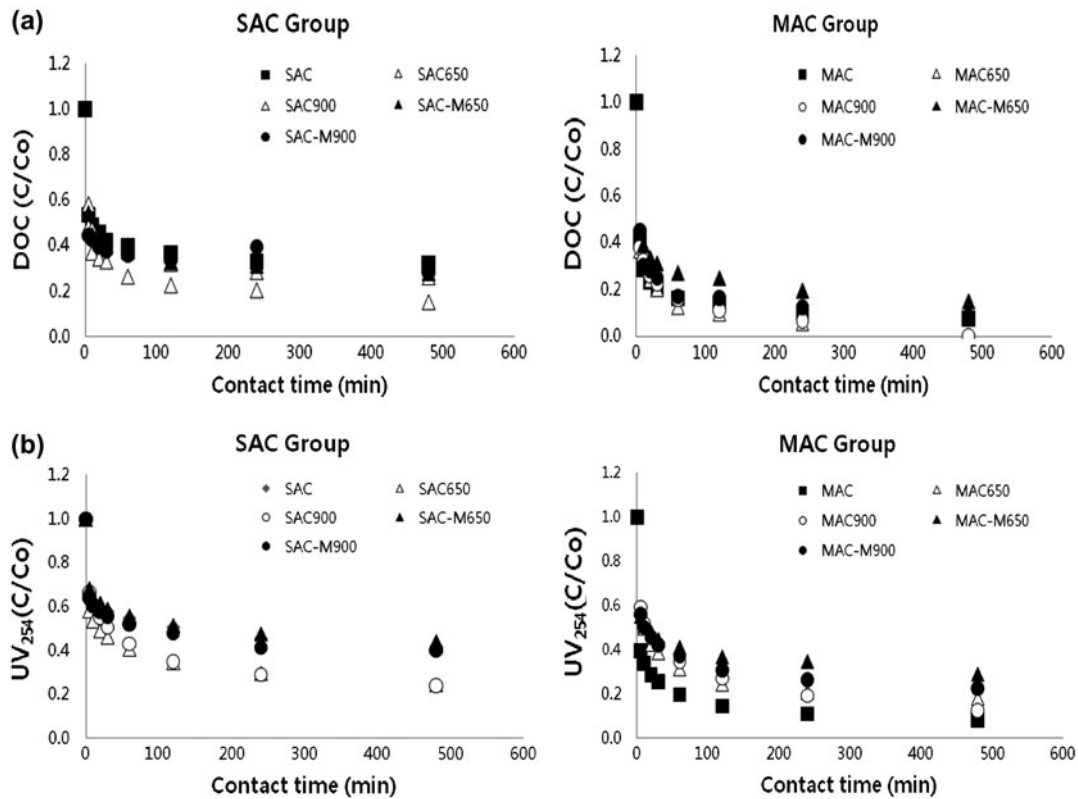 (a)
SAC Group
DOC (C/Co)
1.2
1.0
0.8
0.6
0.4
0.2
0.0
SAC
SAC650
SAC900
SAC-M650
SAC-M900
0 100 200 300 400 500 600
Contact time (min)
MAC Group
DOC (C/Co)
1.2
1.0
0.8
0.6
0.4
0.2
0.0
MAC
MAC650
MAC900
MAC-M650
MAC-M900
0 100 200 300 400 500 600
Contact time (min)
(b)
SAC Group
UV254(C/Co)
1.2
1.0
0.8
0.6
0.4
0.2
0.0
SAC
SAC650
SAC900
SAC-M650
SAC-M900
0 100 200 300 400 500 600
Contact time (min)
MAC Group
UV254(C/Co)
1.2
1.0
0.8
0.6
0.4
0.2
0.0
MAC
MAC650
MAC900
MAC-M650
MAC-M900
0 100 200 300 400 500 600
Contact time (min)